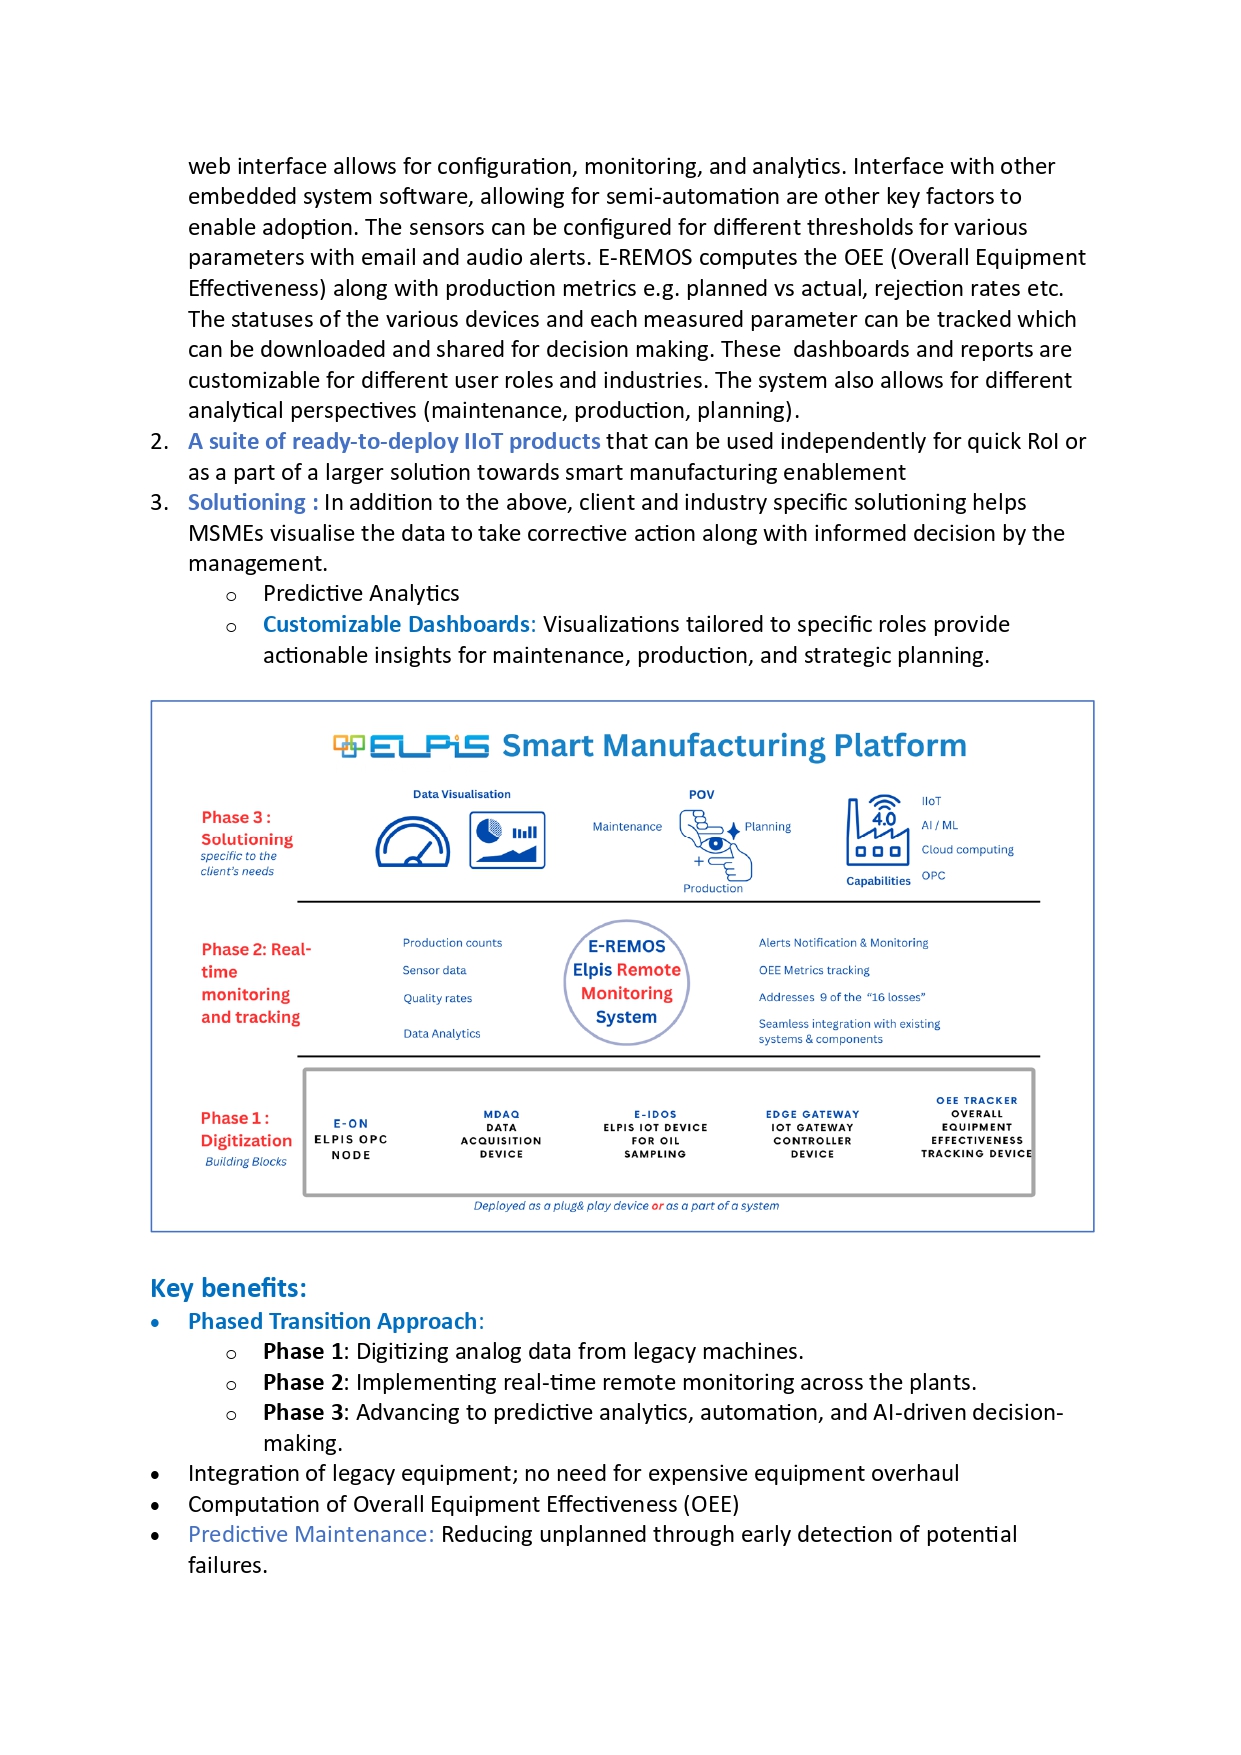 web interface allows for configuration, monitoring, and analytics. Interface with other
embedded system software, allowing for semi-automation are other key factors to
enable adoption. The sensors can be configured for different thresholds for various
parameters with email and audio alerts. E-REMOS computes the OEE (Overall Equipment
Effectiveness) along with production metrics e.g. planned vs actual, rejection rates etc.
The statuses of the various devices and each measured parameter can be tracked which
can be downloaded and shared for decision making. These  dashboards and reports are
customizable for different user roles and industries. The system also allows for different
analytical perspectives (maintenance, production, planning).
2. A suite of ready-to-deploy IIoT products that can be used independently for quick RoI or
as a part of a larger solution towards smart manufacturing enablement
3. Solutioning : In addition to the above, client and industry specific solutioning helps
MSMEs visualise the data to take corrective action along with informed decision by the
management.
o Predictive Analytics
o Customizable Dashboards: Visualizations tailored to specific roles provide
actionable insights for maintenance, production, and strategic planning.
ELPiS Smart Manufacturing Platform
Phase 3 :
Solutioning
specific to the
client's needs
Data Visualisation
POV
Maintenance
Planning
Production
4.0
Capabilities
IIoT
AI / ML
Cloud computing
OPC
Phase 2: Real-
time
monitoring
and tracking
Production counts
Sensor data
Quality rates
Data Analytics
E-REMOS
Elpis Remote
Monitoring
System
Alerts Notification & Monitoring
OEE Metrics tracking
Addresses 9 of the "16 losses"
Seamless integration with existing
systems & components
Phase 1 :
Digitization
Building Blocks
E-ON
ELPIS OPC
NODE
MDAQ
DATA
ACQUISITION
DEVICE
E-IDOS
ELPIS IOT DEVICE
FOR OIL
SAMPLING
EDGE GATEWAY
IOT GATEWAY
CONTROLLER
DEVICE
OEE TRACKER
OVERALL
EQUIPMENT
EFFECTIVENESS
TRACKING DEVICE
Deployed as a plug& play device or as a part of a system
Key benefits:
• Phased Transition Approach:
o Phase 1: Digitizing analog data from legacy machines.
o Phase 2: Implementing real-time remote monitoring across the plants.
o Phase 3: Advancing to predictive analytics, automation, and AI-driven decision-
making.
• Integration of legacy equipment; no need for expensive equipment overhaul
• Computation of Overall Equipment Effectiveness (OEE)
• Predictive Maintenance: Reducing unplanned through early detection of potential
failures.